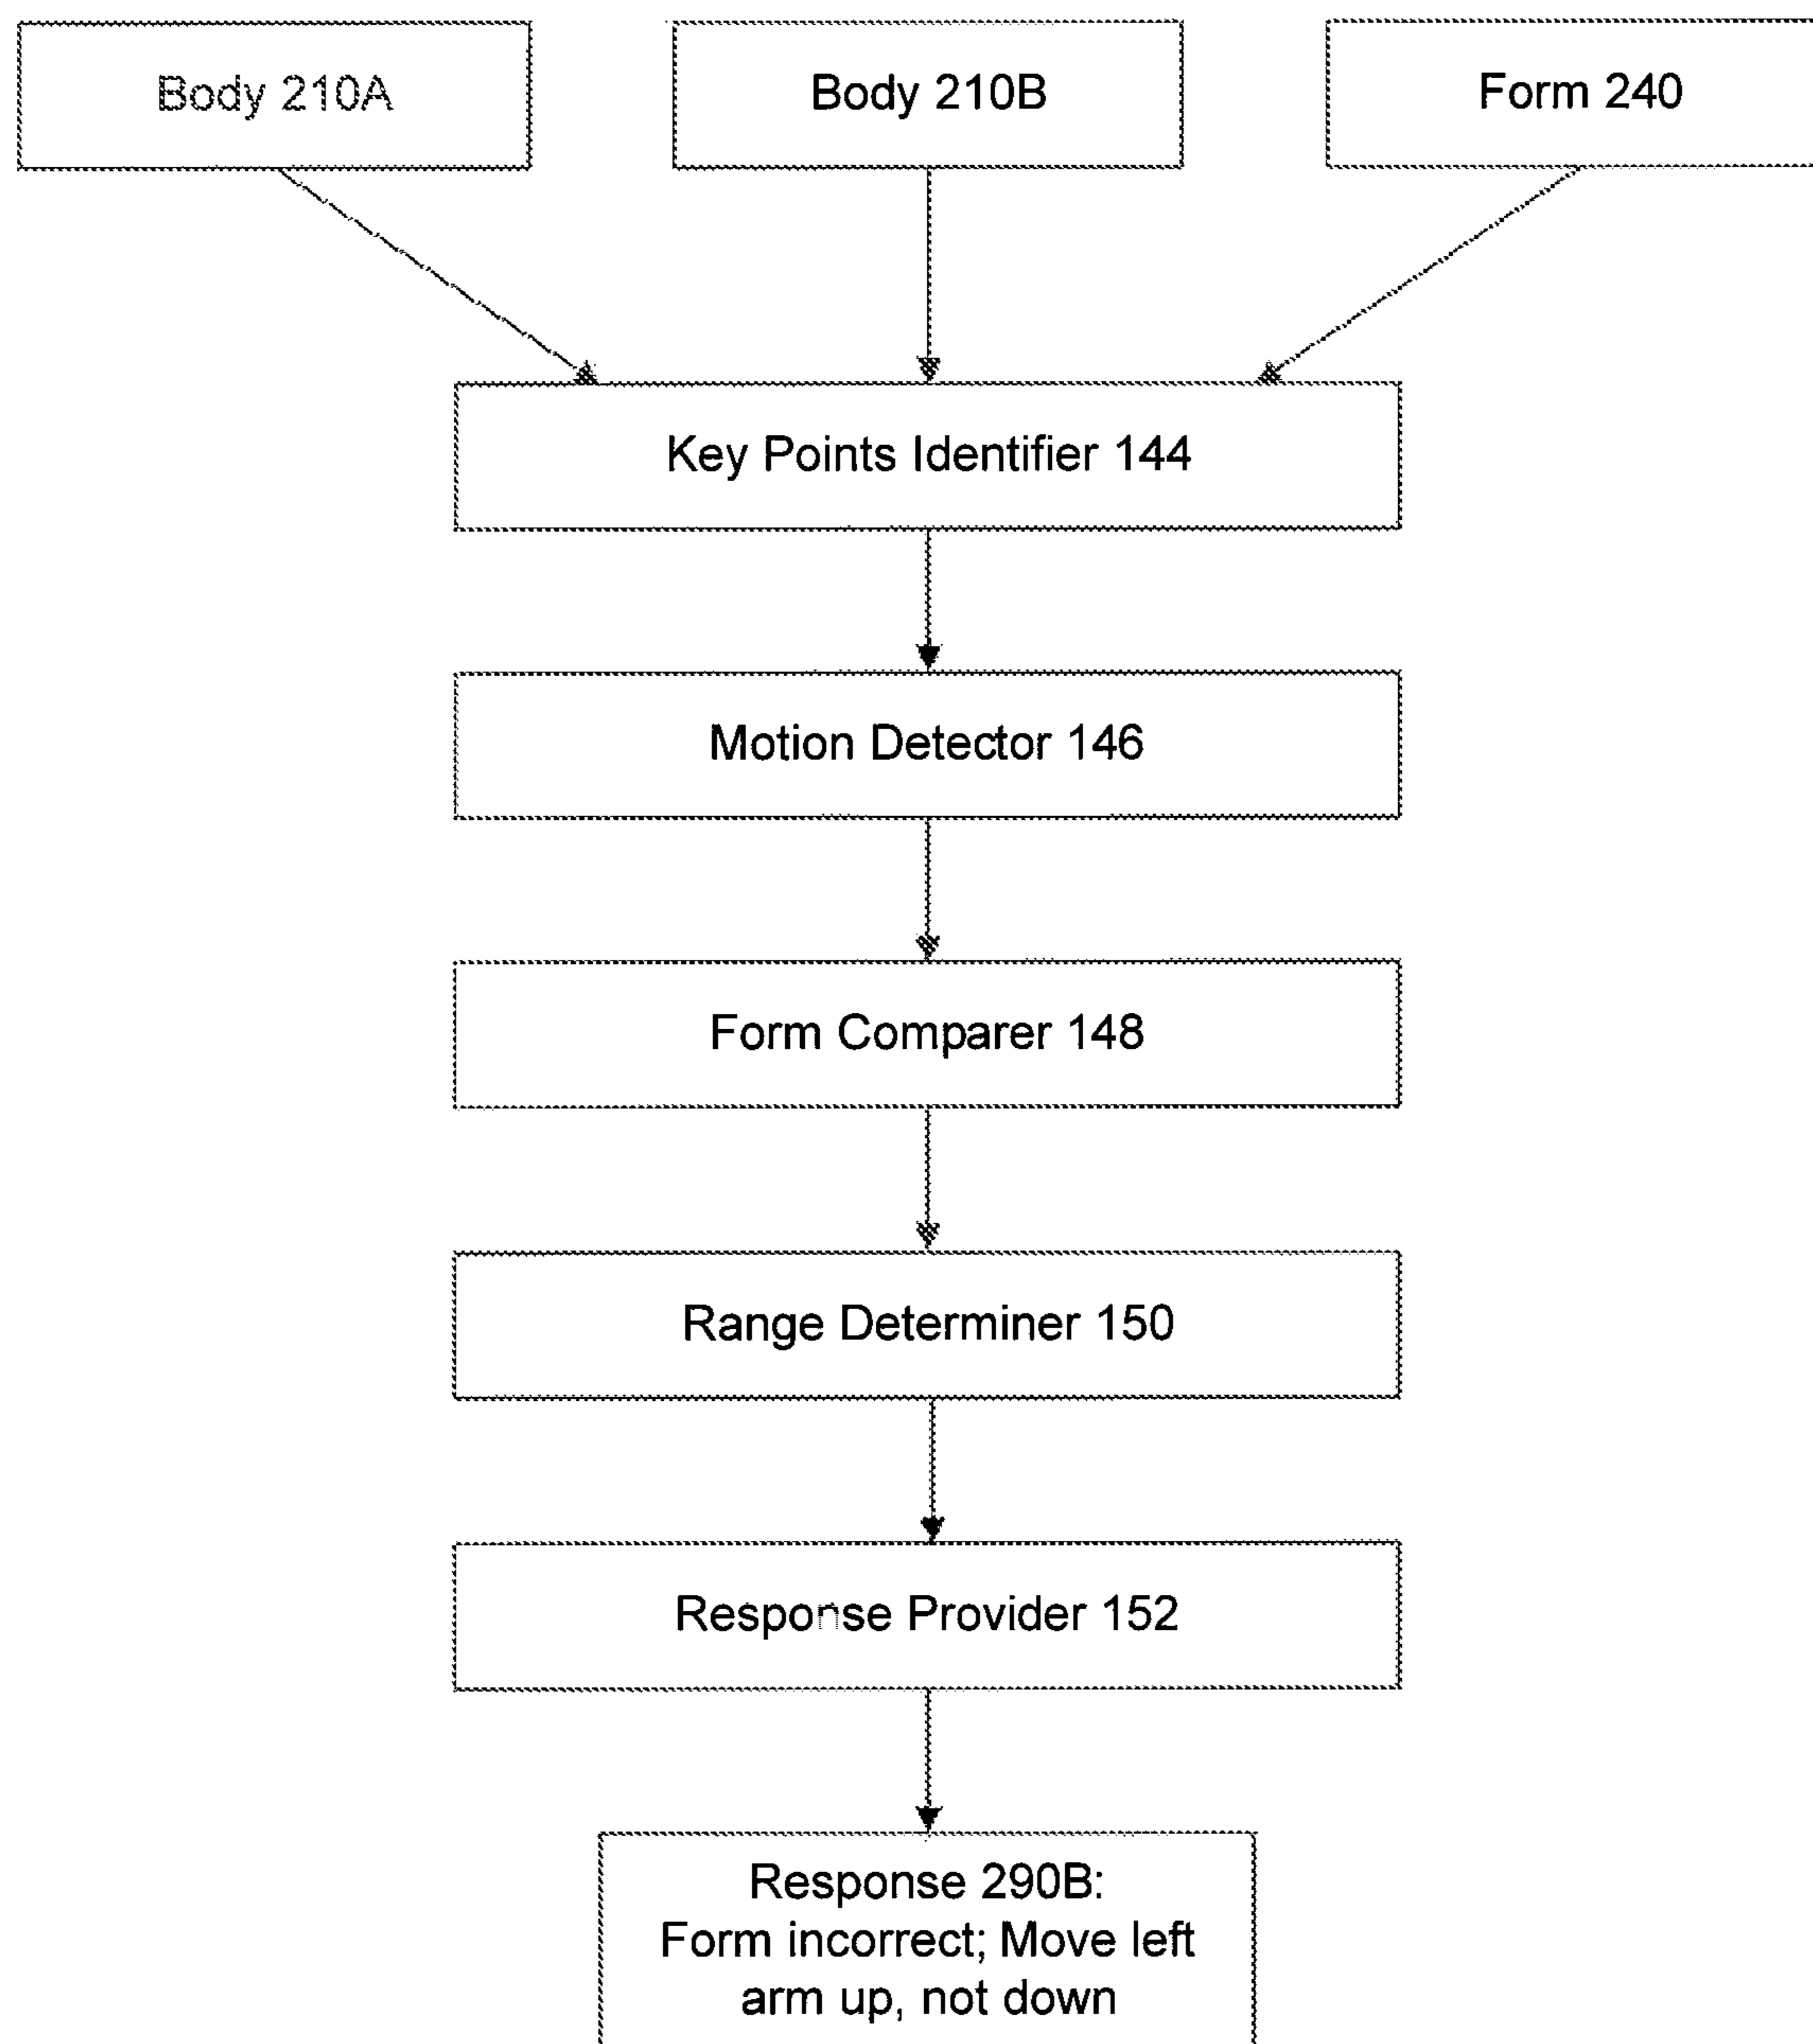 Body 210A
Body 210B
Form 240
Key Points Identifier 144
Motion Detector 146
Form Comparer 148
Range Determiner 150
Response Provider 152
Response 290B:
Form incorrect; Move left
arm up, not down